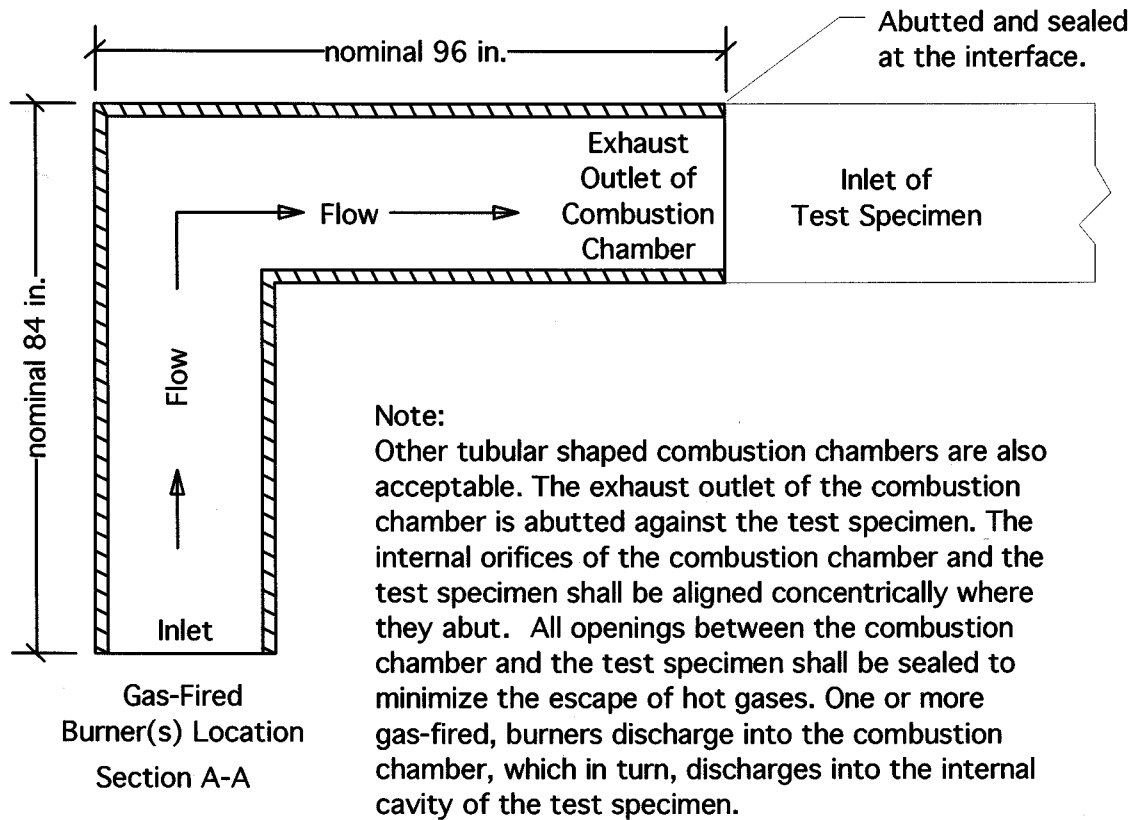 nominal 96 in.
Abutted and sealed
at the interface.
Exhaust
Outlet of
Combustion
Chamber
Inlet of
Test Specimen
Flow
nominal 84 in.
Flow
Inlet
Gas-Fired
Burner(s) Location
Section A-A
Note:
Other tubular shaped combustion chambers are also
acceptable. The exhaust outlet of the combustion
chamber is abutted against the test specimen. The
internal orifices of the combustion chamber and the
test specimen shall be aligned concentrically where
they abut. All openings between the combustion
chamber and the test specimen shall be sealed to
minimize the escape of hot gases. One or more
gas-fired, burners discharge into the combustion
chamber, which in turn, discharges into the internal
cavity of the test specimen.